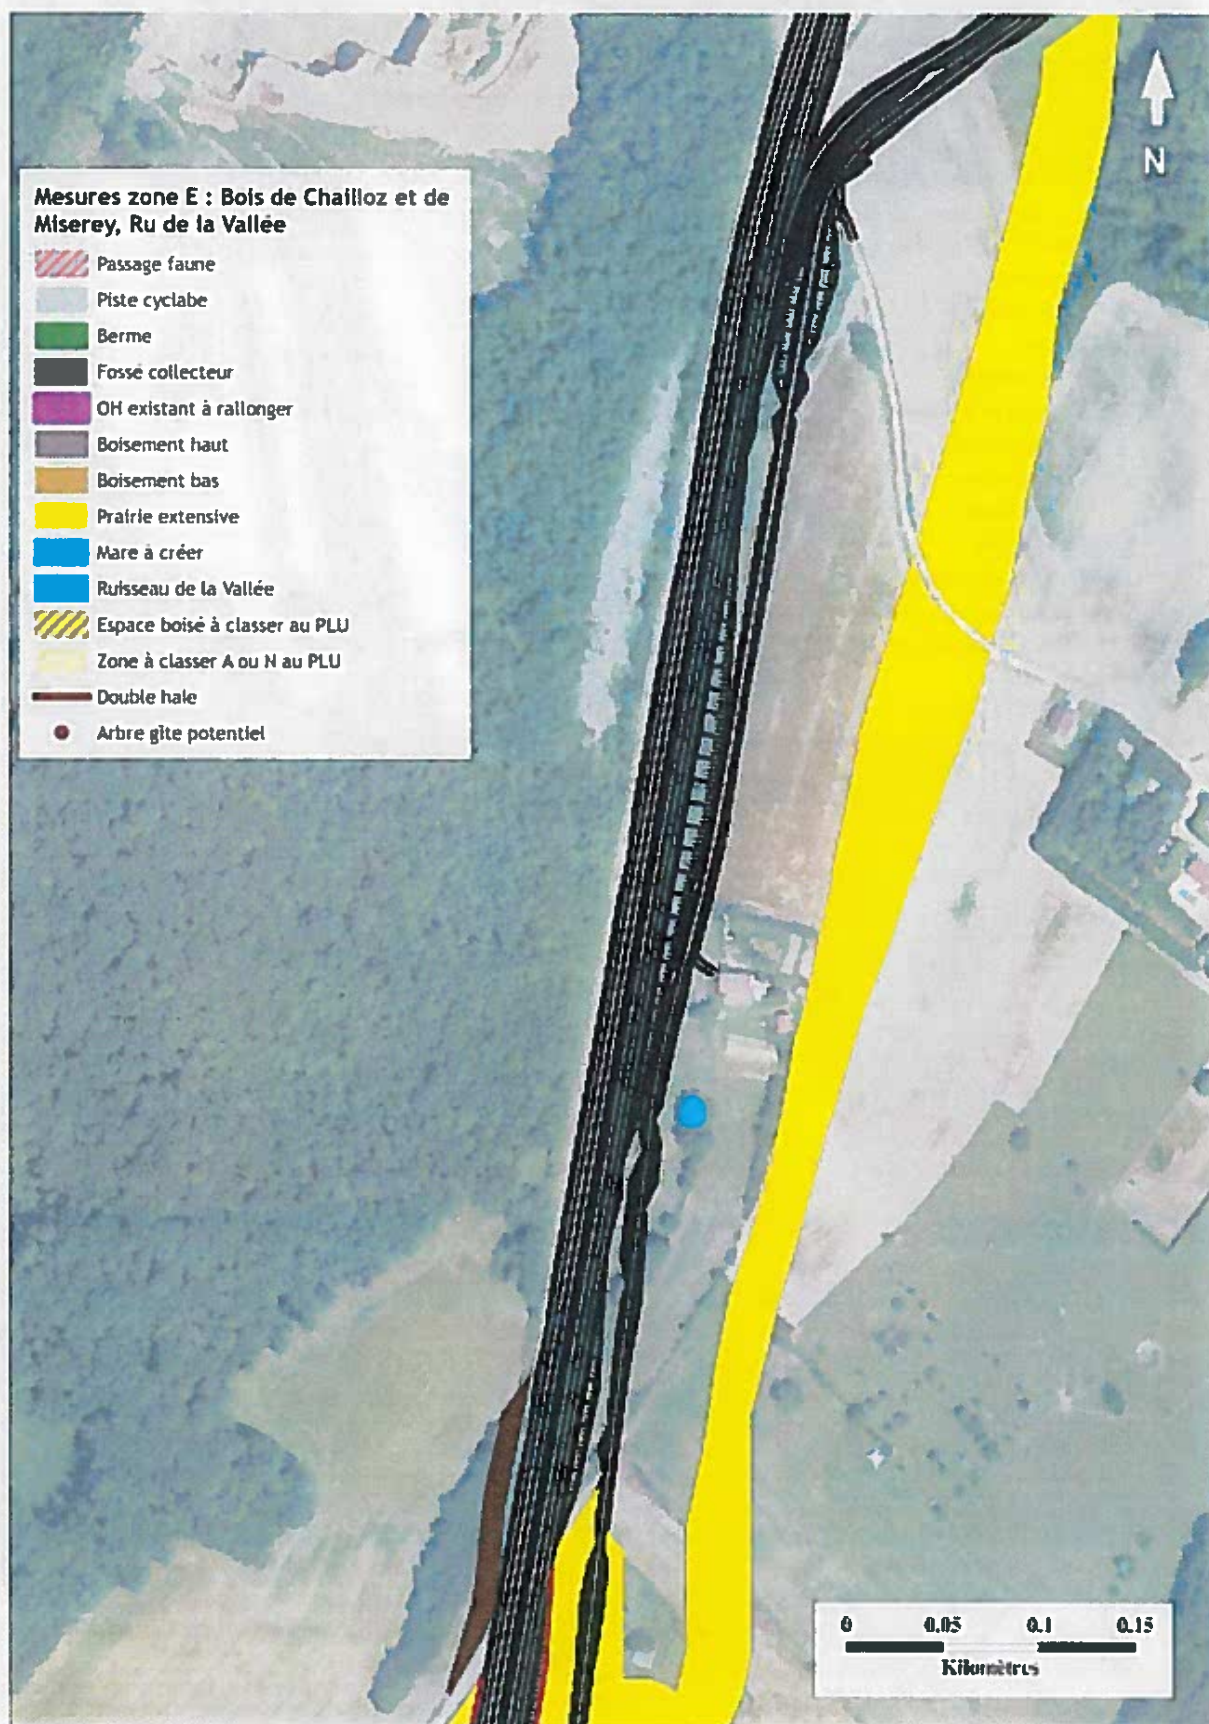 N
Mesures zone E : Bois de Chailloz et de
Miserey, Ru de la Vallée
Passage faune
Piste cyclabe
Berme
Fossé collecteur
OH existant à rallonger
Boisement haut
Boisement bas
Prairie extensive
Mare à créer
Ruisseau de la Vallée
Espace boisé à classer au PLU
Zone à classer A ou N au PLU
Double haie
Arbre gîte potentiel
0 0.05 0.1 0.15
Kilomètres